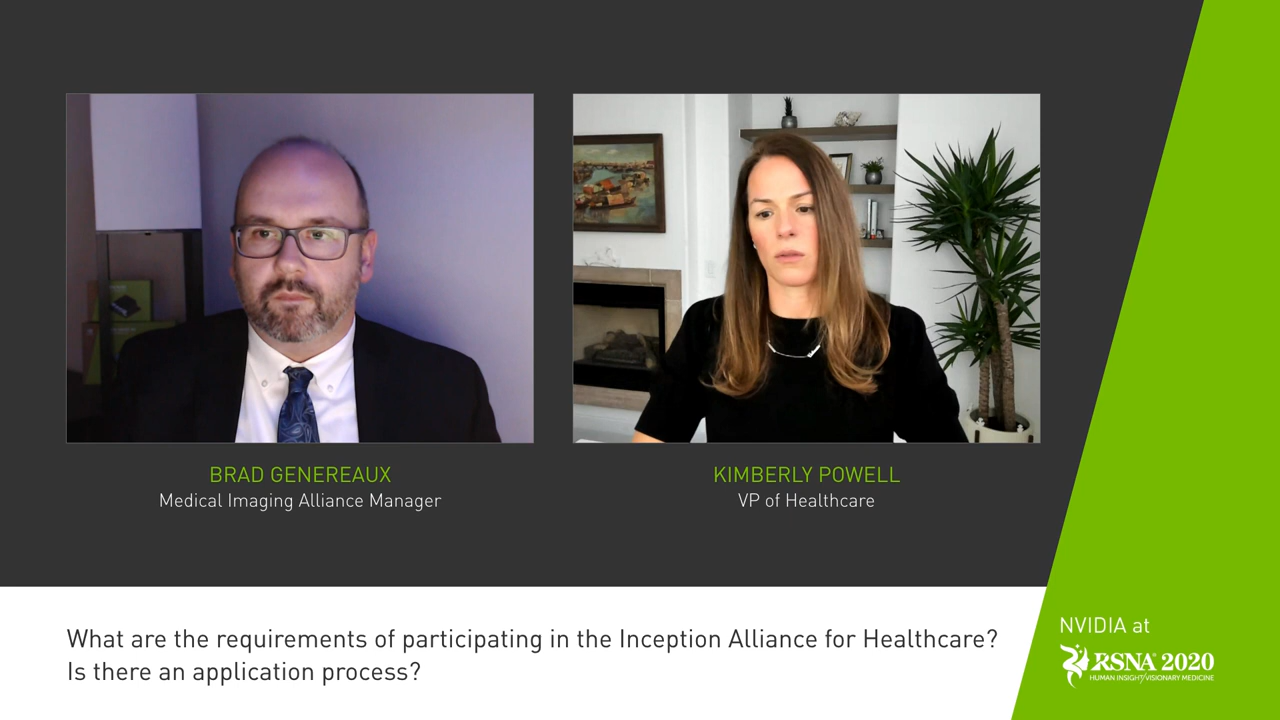 BRAD GENEREAUX
Medical Imaging Alliance Manager
KIMBERLY POWELL
VP of Healthcare
What are the requirements of participating in the Inception Alliance for Healthcare?
Is there an application process?
NVIDIA at
RSNA® 2020
HUMAN INSIGHT/VISIONARY MEDICINE